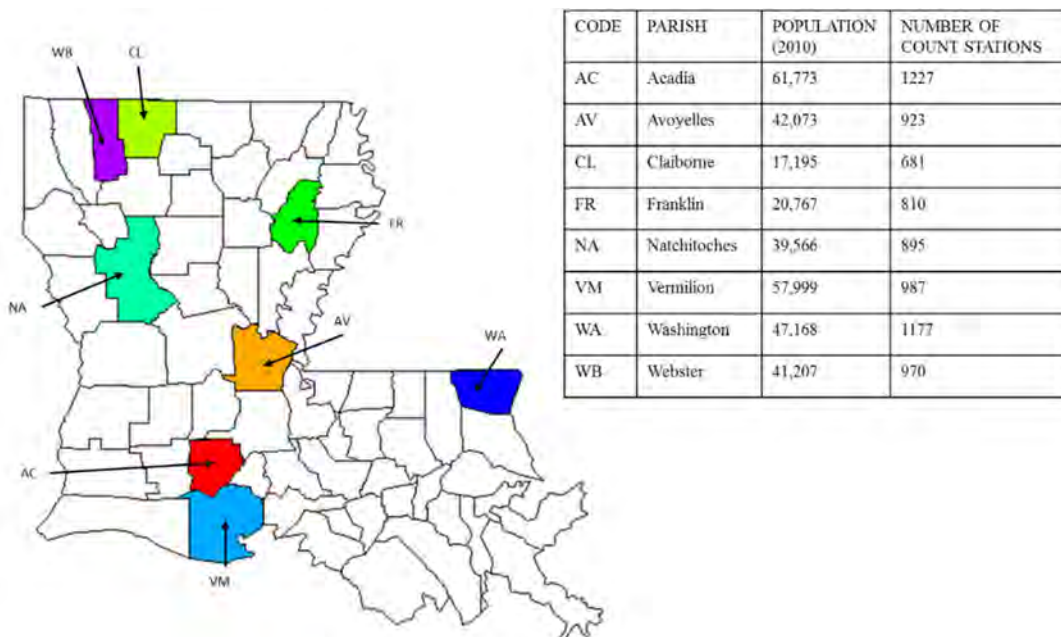 WB
CL
FR
NA
AV
WA
AC
VM
CODE PARISH POPULATION NUMBER OF
(2010) COUNT STATIONS
AC Acadia 61,773 1227
AV Avoyelles 42,073 923
CL Claiborne 17,195 681
FR Franklin 20,767 810
NA Natchitoches 39,566 895
VM Vermilion 57,999 987
WA Washington 47,168 1177
WB Webster 41,207 970